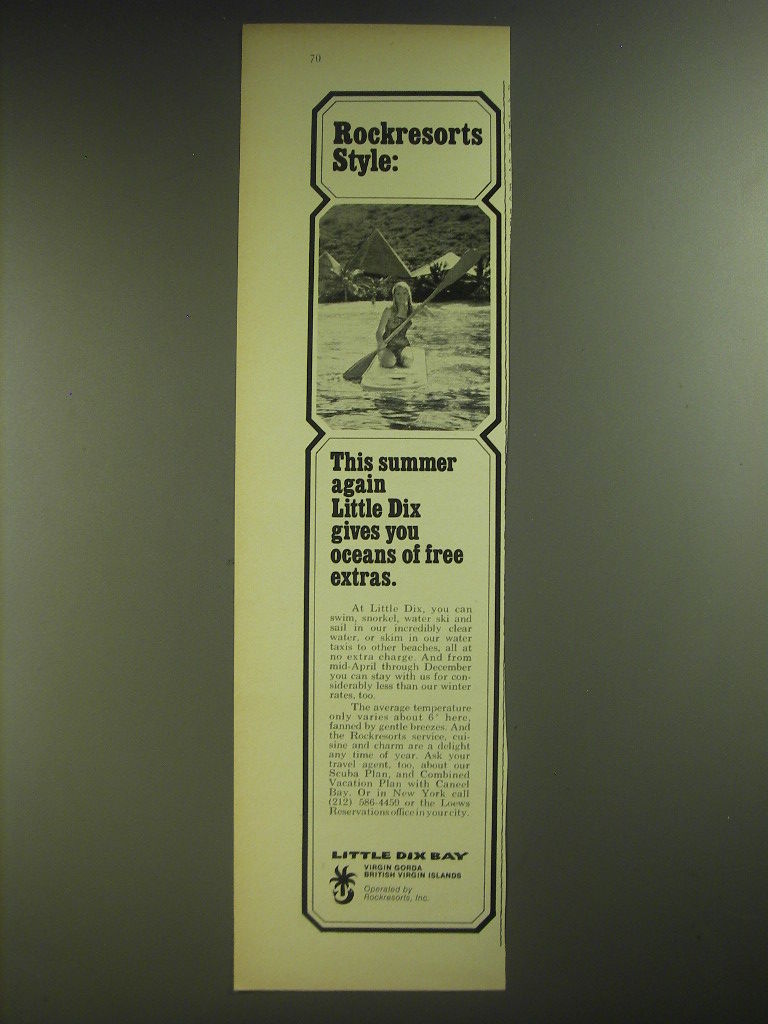 70
Rockresorts
Style:
This summer
again
Little Dix
gives you
oceans of free
extras.
At Little Dix, you can
swim, snorkel, water ski and
sail in our incredibly clear
water, or skim in our water
taxis to other beaches, all at
no extra charge. And from
mid-April through December
you can stay with us for con-
siderably less than our winter
rates, too.
The average temperature
only varies about 6° here,
fanned by gentle breezes. And
the Rockresorts service, cui-
sine and charm are a delight
any time of year. Ask your
travel agent, too, about our
Scuba Plan, and Combined
Vacation Plan with Caneel
Bay. Or in New York call
(212) 586-4459 or the Loews
Reservations office in your city.
LITTLE DIX BAY
VIRGIN GORDA
BRITISH VIRGIN ISLANDS
Operated by
Rockresorts, Inc.